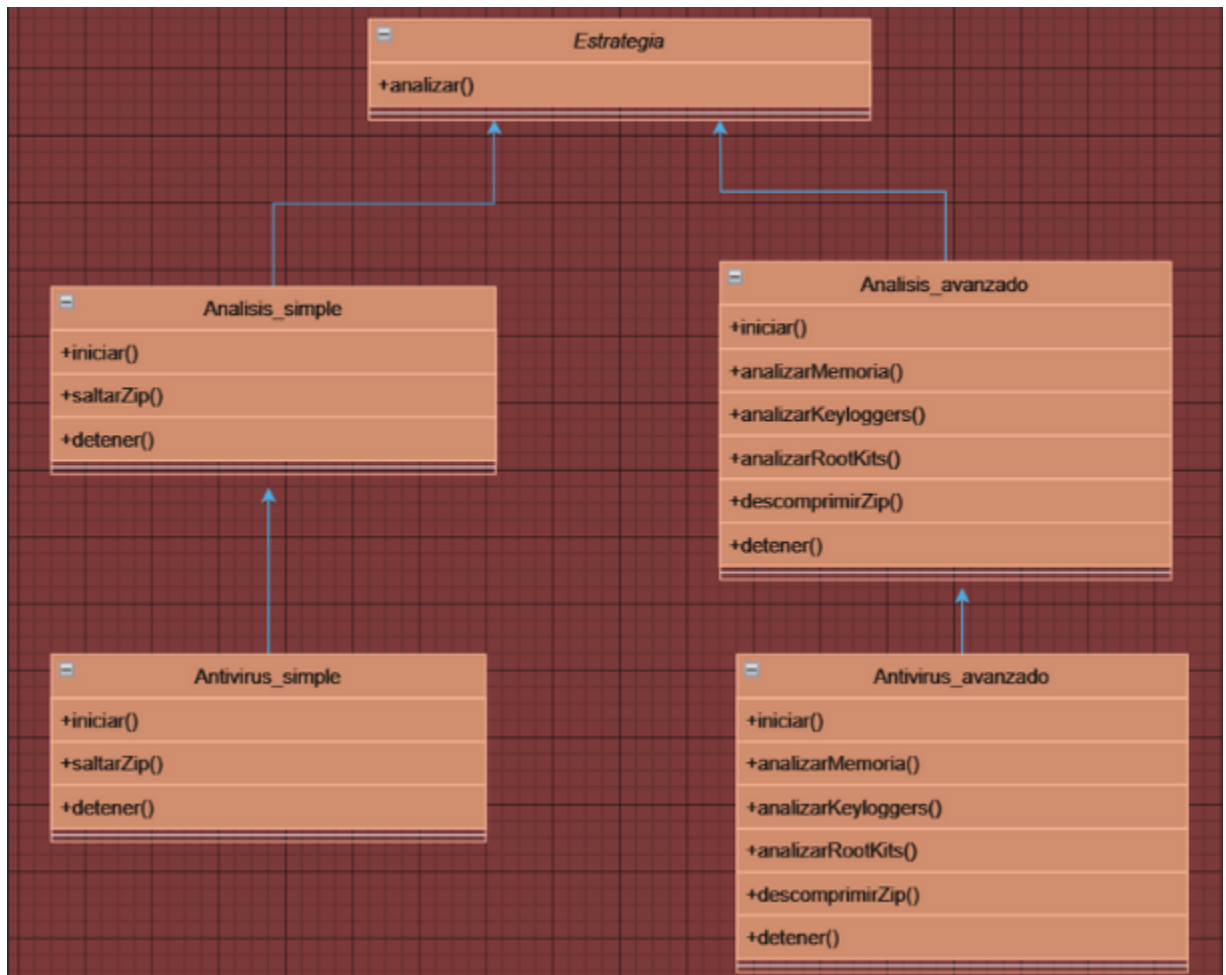 Estrategia
+analizar()
Analisis_simple
+iniciar()
+saltarZip()
+detener()
Analisis_avanzado
+iniciar()
+analizarMemoria()
+analizarKeyloggers()
+analizarRootKits()
+descomprimirZip()
+detener()
Antivirus_simple
+iniciar()
+saltarZip()
+detener()
Antivirus_avanzado
+iniciar()
+analizarMemoria()
+analizarKeyloggers()
+analizarRootKits()
+descomprimirZip()
+detener()